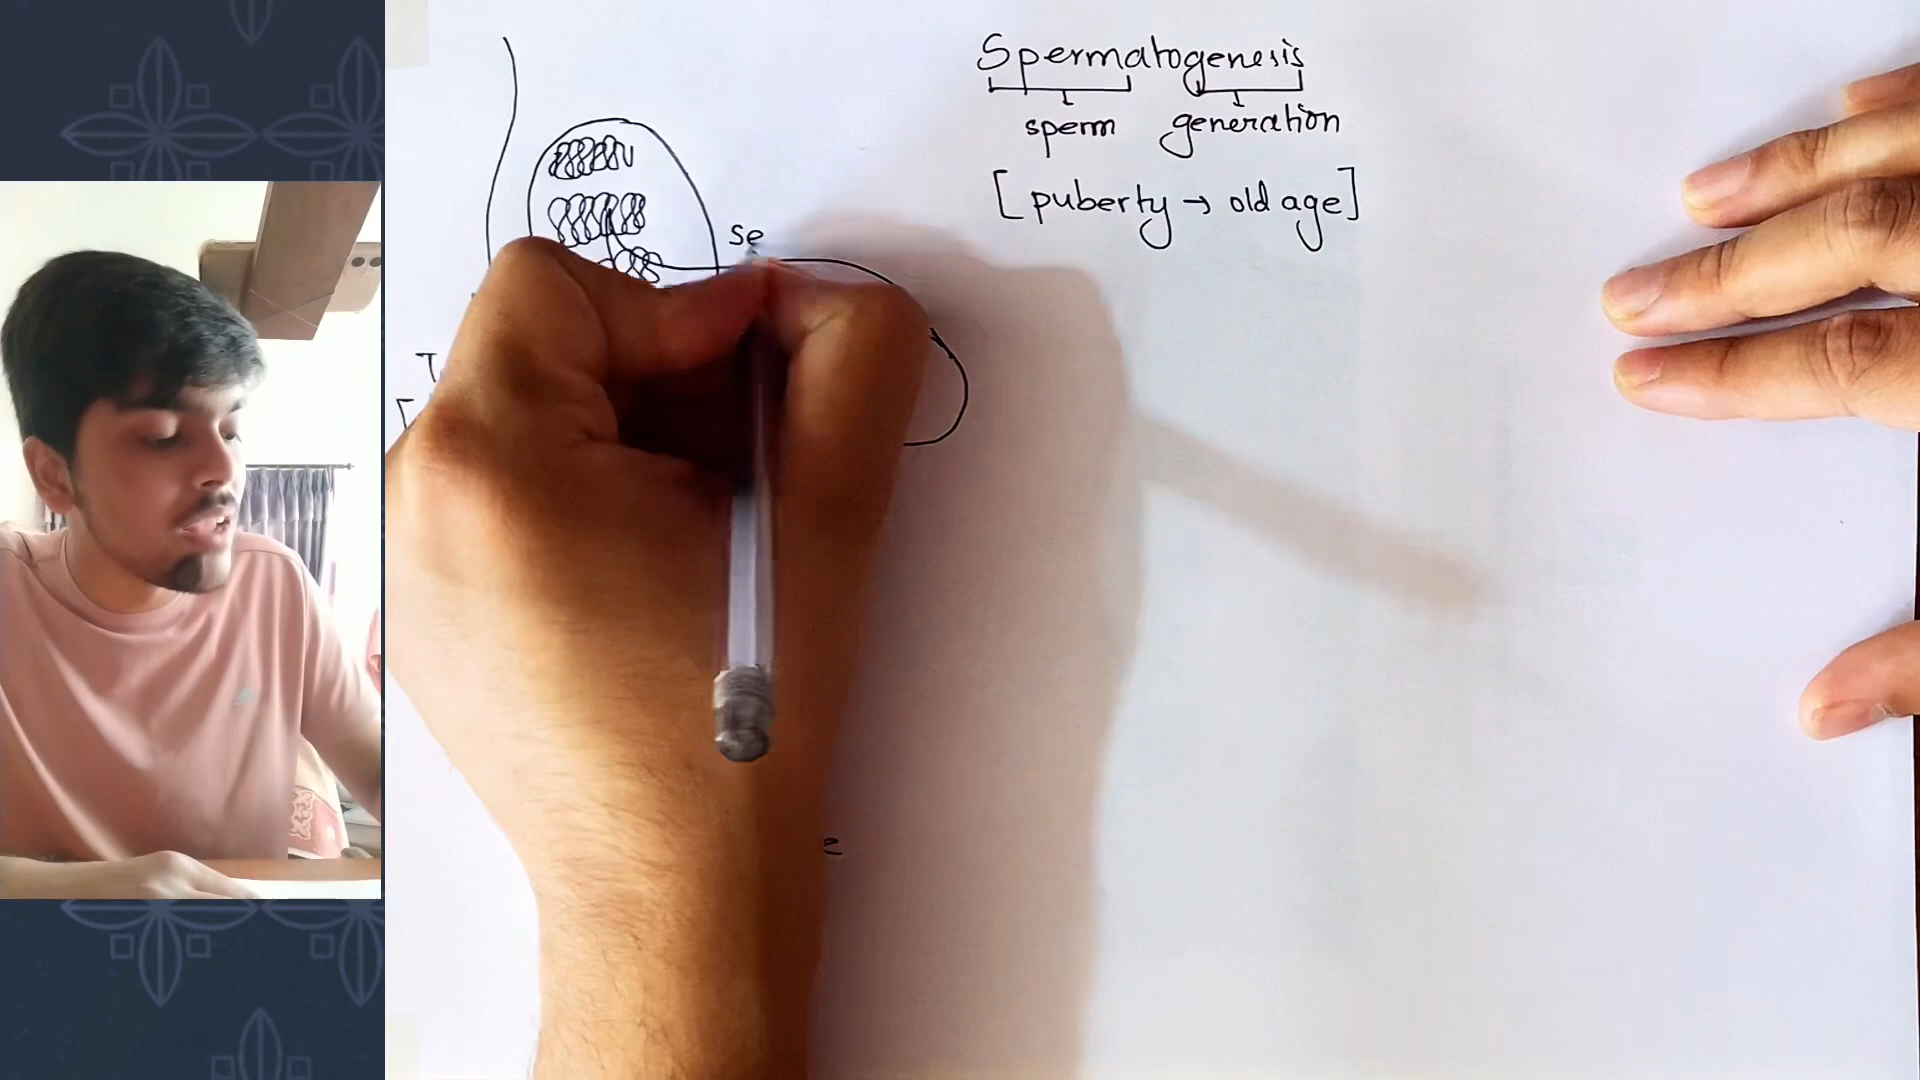 Spermatogenesis
sperm generation
[puberty → old age]
se
T
[
e